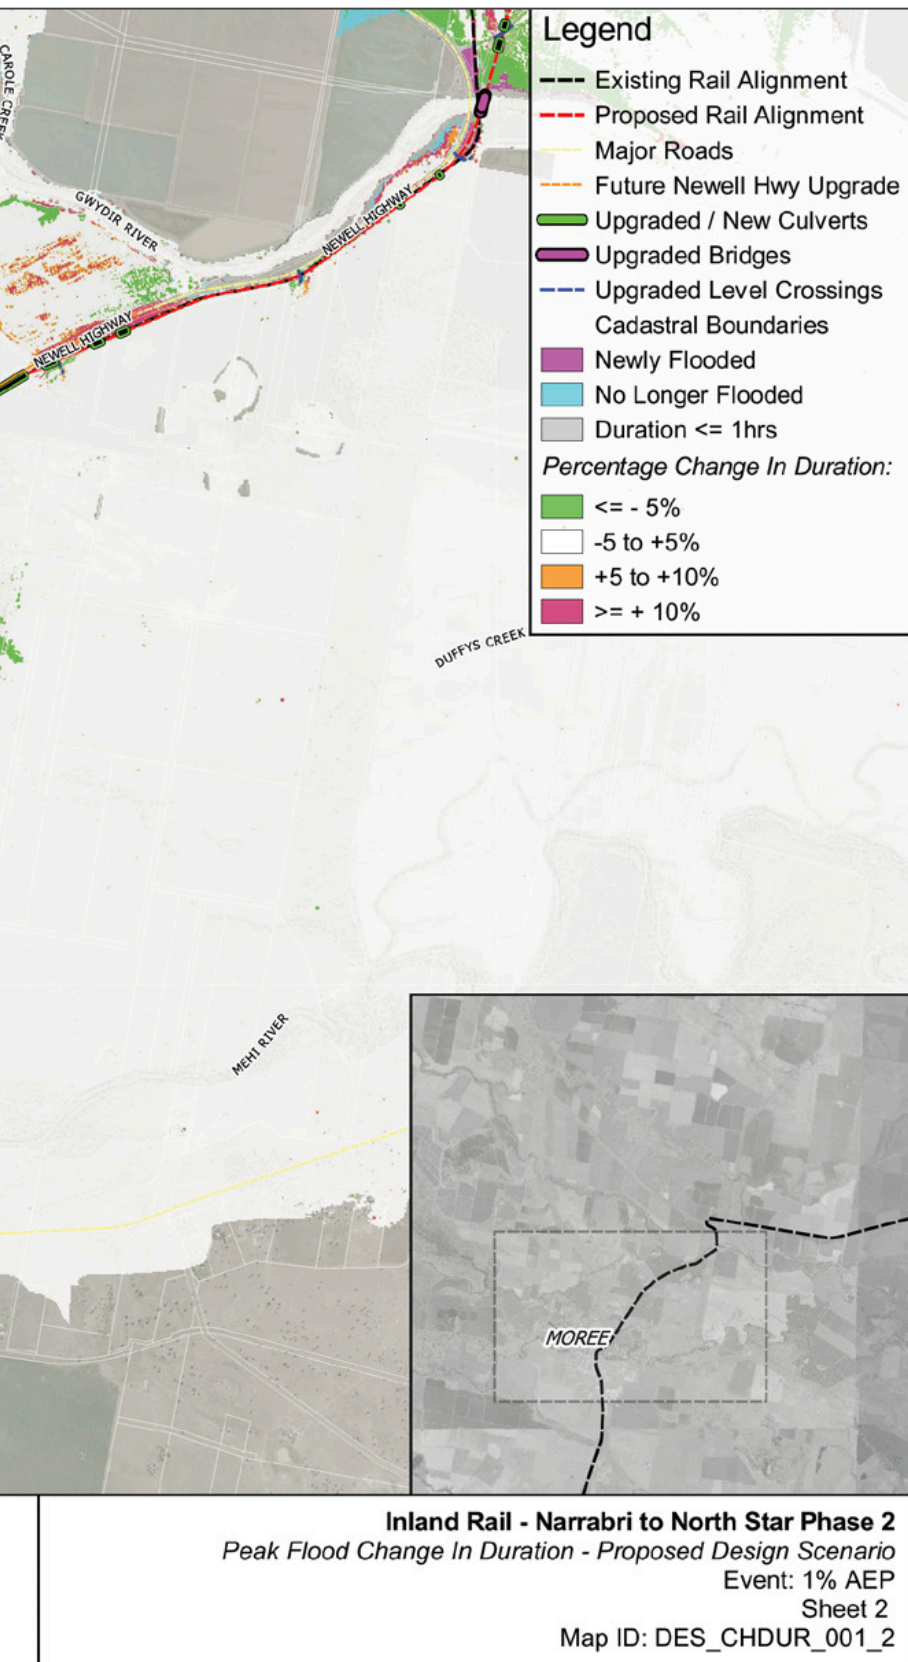 CAROLE CREEK
GWYDIR RIVER
NEWELL HIGHWAY
NEWELL HIGHWAY
Legend
Existing Rail Alignment
Proposed Rail Alignment
Major Roads
Future Newell Hwy Upgrade
Upgraded / New Culverts
Upgraded Bridges
Upgraded Level Crossings
Cadastral Boundaries
Newly Flooded
No Longer Flooded
Duration <= 1hrs
Percentage Change In Duration:
<= - 5%
-5 to +5%
+5 to +10%
>= + 10%
DUFFYS CREEK
MEHI RIVER
MOREE
Inland Rail - Narrabri to North Star Phase 2
Peak Flood Change In Duration - Proposed Design Scenario
Event: 1% AEP
Sheet 2
Map ID: DES_CHDUR_001_2